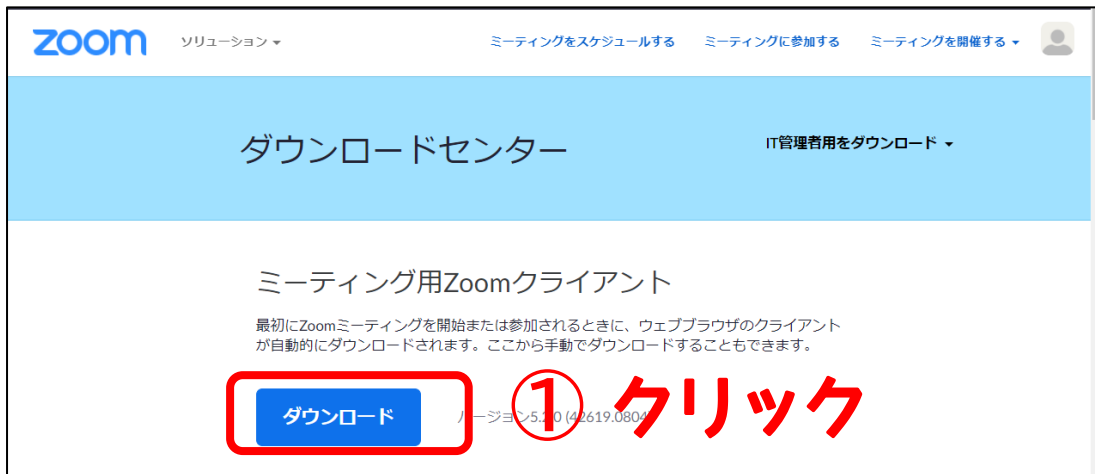 zoom ソリューション ミーティングをスケジュールする ミーティングに参加する ミーティングを開催する
ダウンロードセンター
IT管理者用をダウンロード
ミーティング用Zoomクライアント
最初にZoomミーティングを開始または参加されるときに、ウェブブラウザのクライアント
が自動的にダウンロードされます。ここから手動でダウンロードすることもできます。
ダウンロード
① クリック